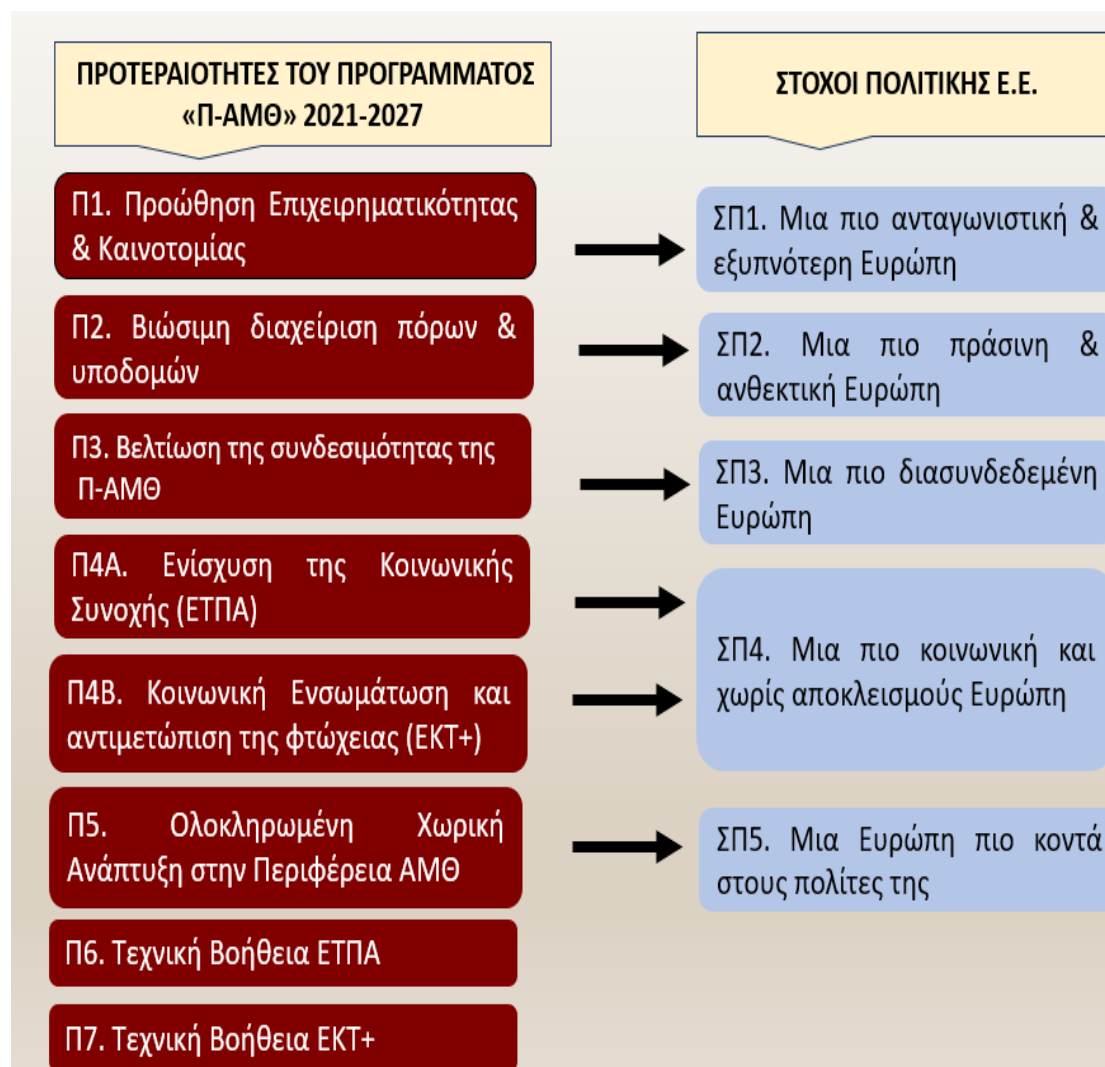 ΠΡΟΤΕΡΑΙΟΤΗΤΕΣ ΤΟΥ ΠΡΟΓΡΑΜΜΑΤΟΣ
«Π-ΑΜΘ» 2021-2027
Π1. Προώθηση Επιχειρηματικότητας
& Καινοτομίας
Π2. Βιώσιμη διαχείριση πόρων &
υποδομών
Π3. Βελτίωση της συνδεσιμότητας της
Π-ΑΜΘ
Π4Α. Ενίσχυση της Κοινωνικής
Συνοχής (ΕΤΠΑ)
Π4Β. Κοινωνική Ενσωμάτωση και
αντιμετώπιση της φτώχειας (ΕΚΤ+)
Π5. Ολοκληρωμένη Χωρική
Ανάπτυξη στην Περιφέρεια ΑΜΘ
Π6. Τεχνική Βοήθεια ΕΤΠΑ
Π7. Τεχνική Βοήθεια ΕΚΤ+
ΣΤΟΧΟΙ ΠΟΛΙΤΙΚΗΣ Ε.Ε.
ΣΠ1. Μια πιο ανταγωνιστική &
εξυπνότερη Ευρώπη
ΣΠ2. Μια πιο πράσινη &
ανθεκτική Ευρώπη
ΣΠ3. Μια πιο διασυνδεδεμένη
Ευρώπη
ΣΠ4. Μια πιο κοινωνική και
χωρίς αποκλεισμούς Ευρώπη
ΣΠ5. Μια Ευρώπη πιο κοντά
στους πολίτες της